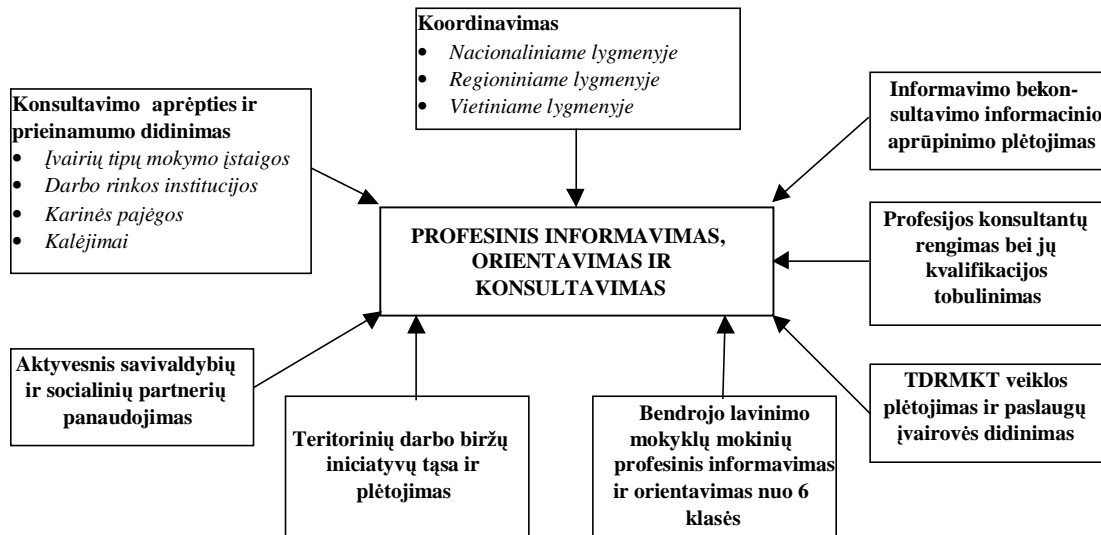 Koordinavimas
• Nacionaliniame lygmenyje
• Regioniniame lygmenyje
• Vietiniame lygmenyje
Konsultavimo aprėpties ir
prieinamumo didinimas
• Įvairių tipų mokymo įstaigos
• Darbo rinkos institucijos
• Karinės pajėgos
• Kalėjimai
Informavimo bekon-
sultavimo informacinio
aprūpinimo plėtojimas
PROFESINIS INFORMAVIMAS,
ORIENTAVIMAS IR
KONSULTAVIMAS
Profesijos konsultantų
rengimas bei jų
kvalifikacijos
tobulinimas
Aktyvesnis savivaldybių
ir socialinių partnerių
panaudojimas
Teritorinių darbo biržų
iniciatyvų tąsa ir
plėtojimas
Bendrojo lavinimo
mokyklų mokinių
profesinis informavimas
ir orientavimas nuo 6
klasės
TDRMKT veiklos
plėtojimas ir paslaugų
įvairovės didinimas